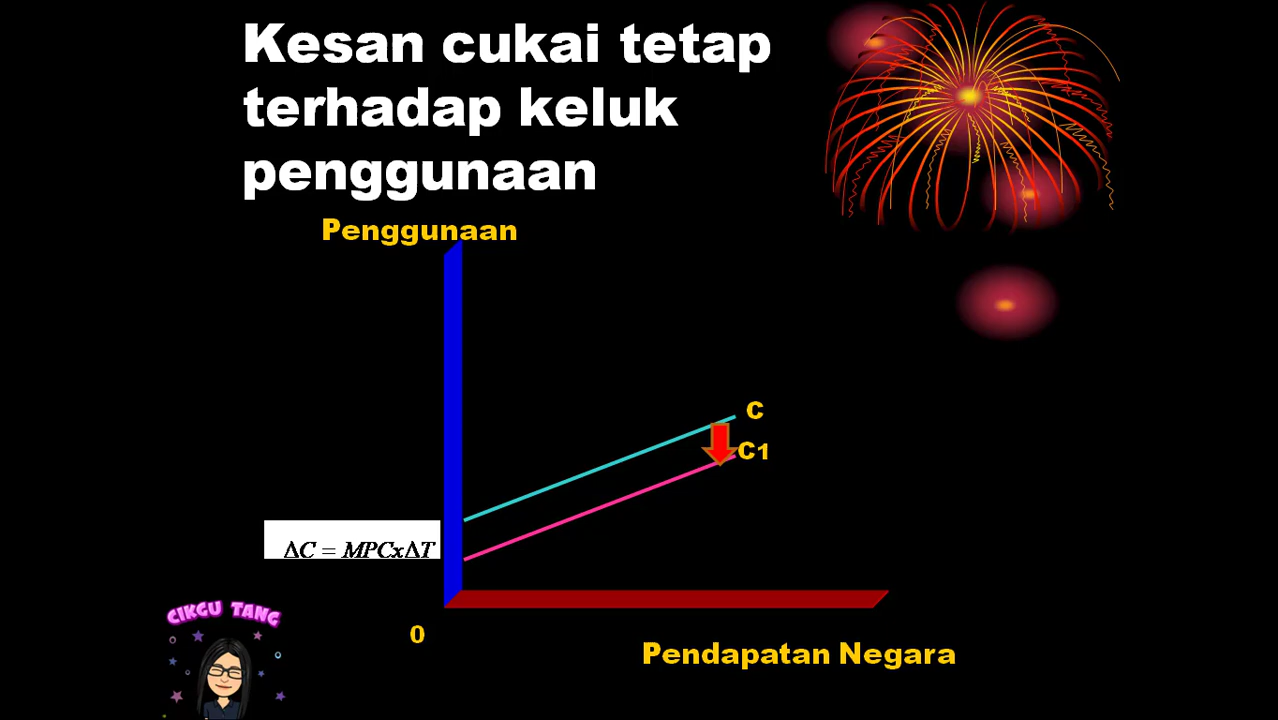 Kesan cukai tetap
terhadap keluk
penggunaan
Penggunaan
C
C1
ΔC = MPCxΔT
CIKGU TANG
0
Pendapatan Negara